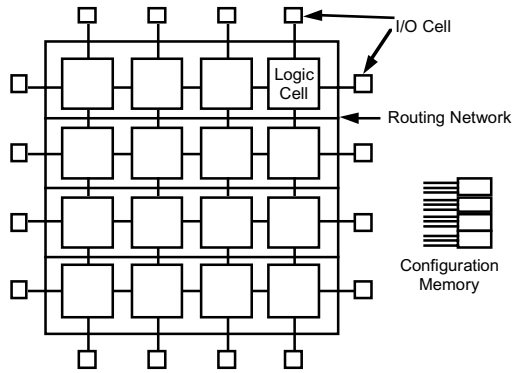 I/O Cell
Logic
Cell
Routing Network
Configuration
Memory